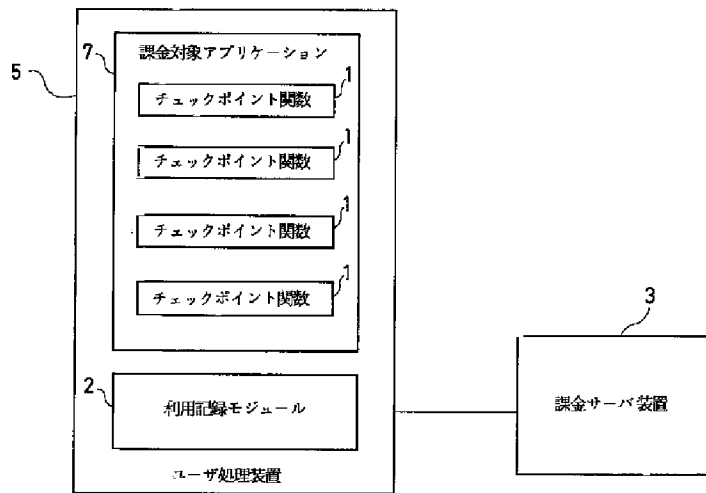 7
課金対象アプリケーション
5
1
チェックポイント関数
1
チェックポイント関数
1
チェックポイント関数
1
チェックポイント関数
3
2
利用記録モジュール
課金サーバ装置
ユーザ処理装置